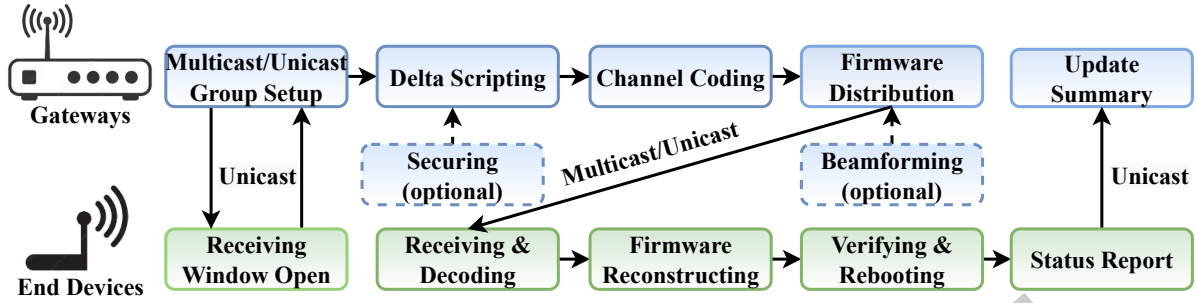 Multicast/Unicast
Group Setup
Delta Scripting
Channel Coding
Firmware
Distribution
Update
Summary
Gateways
Securing
(optional)
Multicast/Unicast
Beamforming
(optional)
Unicast
Unicast
Receiving
Window Open
Receiving &
Decoding
Firmware
Reconstructing
Verifying &
Rebooting
Status Report
End Devices